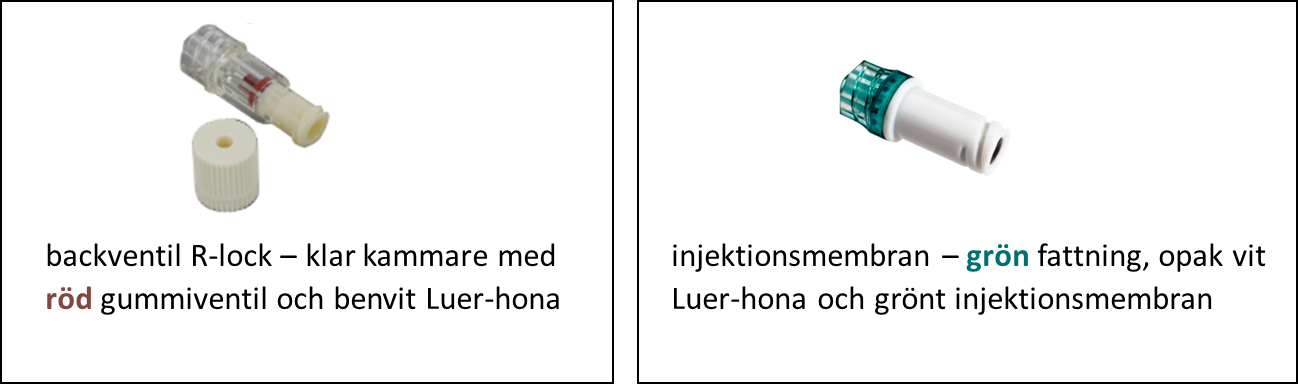 backventil R-lock – klar kammare med
röd gummiventil och benvit Luer-hona
injektionsmembran – grön fattning, opak vit
Luer-hona och grönt injektionsmembran